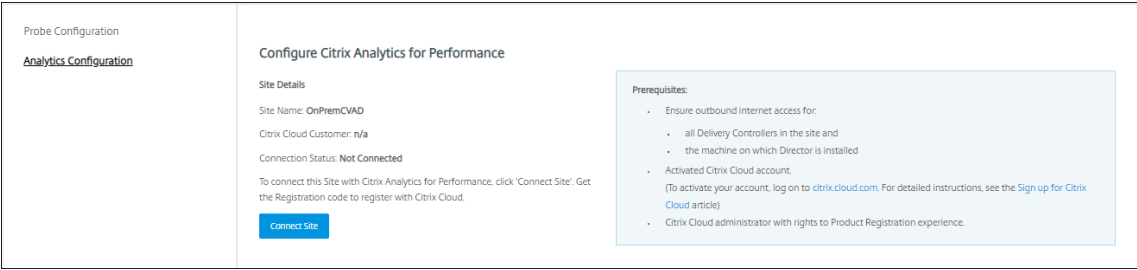 Probe Configuration
Analytics Configuration
Configure Citrix Analytics for Performance
Site Details
Site Name: OnPremCVAD
Citrix Cloud Customer: n/a
Connection Status: Not Connected
To connect this Site with Citrix Analytics for Performance, click 'Connect Site'. Get
the Registration code to register with Citrix Cloud.
Connect Site
Prerequisites:
• Ensure outbound internet access for:
• all Delivery Controllers in the site and
• the machine on which Director is installed
• Activated Citrix Cloud account.
(To activate your account, log on to citrix.cloud.com. For detailed instructions, see the Sign up for Citrix
Cloud article)
• Citrix Cloud administrator with rights to Product Registration experience.